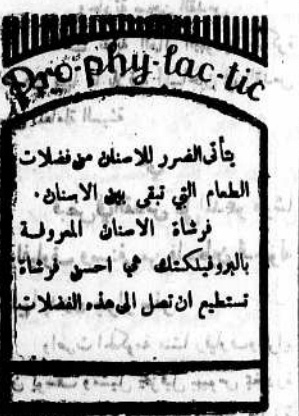 Pro-phy-lac-tic
يتأتى الضرر للاسنان من فضلات
الطعام التي تبقى بين الاسنان.
فرشاة الاسنان المعروفة
بالبروفيلكتك هي احسن فرشاة
تستطيع ان تصل الى هذه الفضلات.